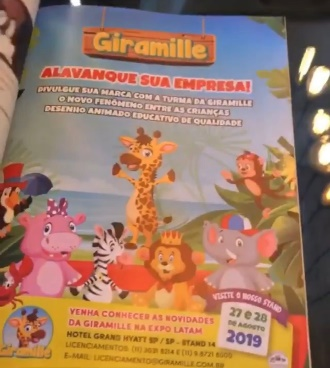 Giramille
ALAVANQUE SUA EMPRESA!
DIVULGUE SUA MARCA COM A TURMA DA GIRAMILLE
O NOVO FENÔMENO ENTRE AS CRIANÇAS
DESENHO ANIMADO EDUCATIVO DE QUALIDADE
VISITE O NOSSO STAND
27 e 28
DE AGOSTO
2019
VENHA CONHECER AS NOVIDADES
DA GIRAMILLE NA EXPO LATAM
HOTEL GRAND HYATT SP / SP - STAND 14
LICENCIAMENTOS: (11)
E-MAIL: LICENCIAMENTO@GIRAMILLE.COM.BR
Giramille